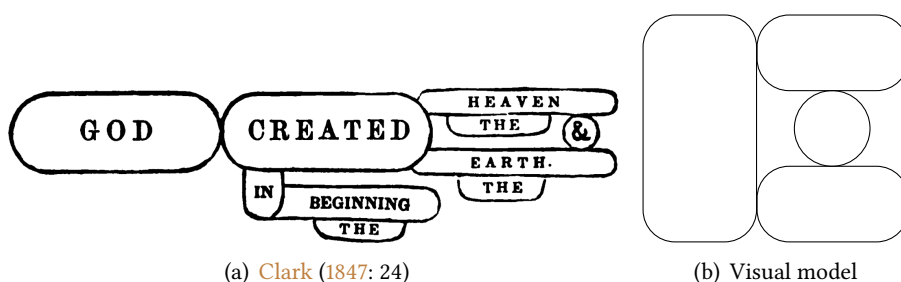 HEAVEN
GOD CREATED THE &
EARTH.
IN THE
BEGINNING
THE
(a) Clark (1847: 24) (b) Visual model